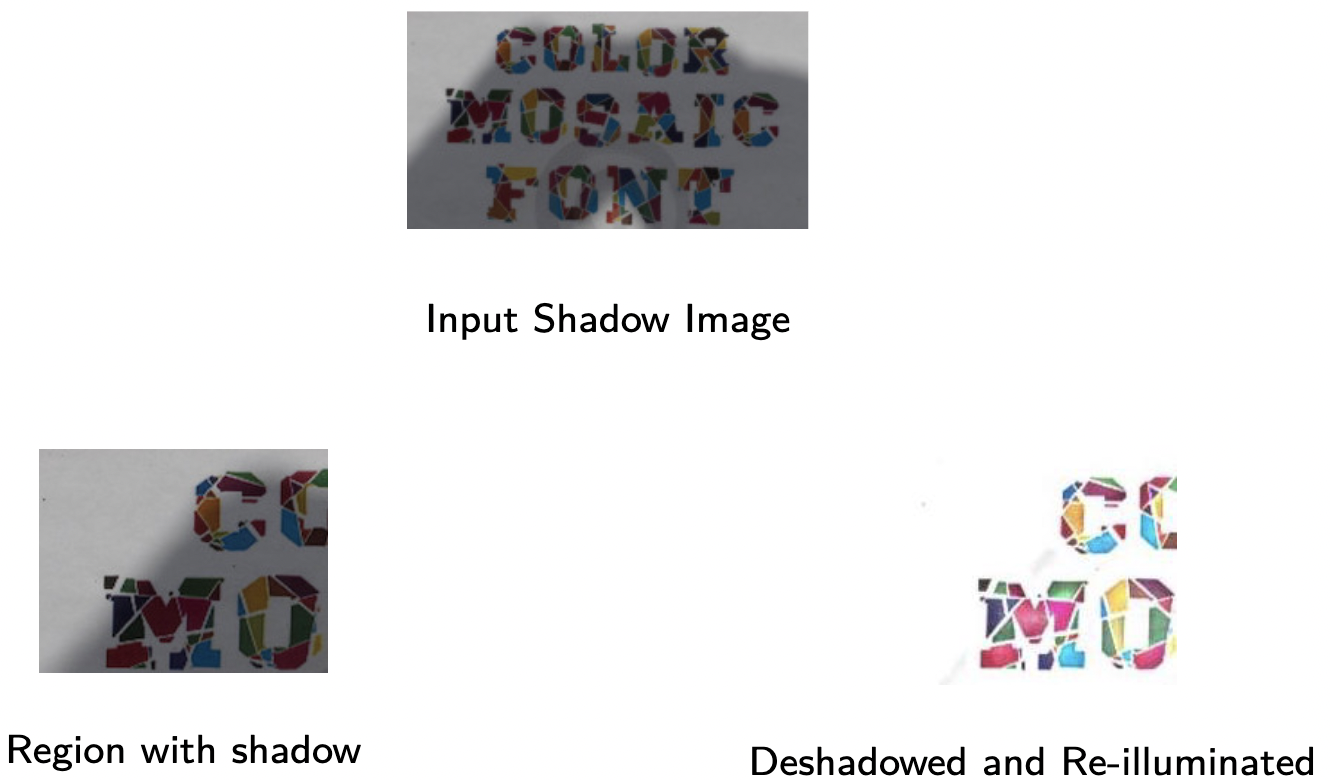 COLOR
MOSAIC
FONT
Input Shadow Image
CO
MO
CO
MO
Region with shadow
Deshadowed and Re-illuminated